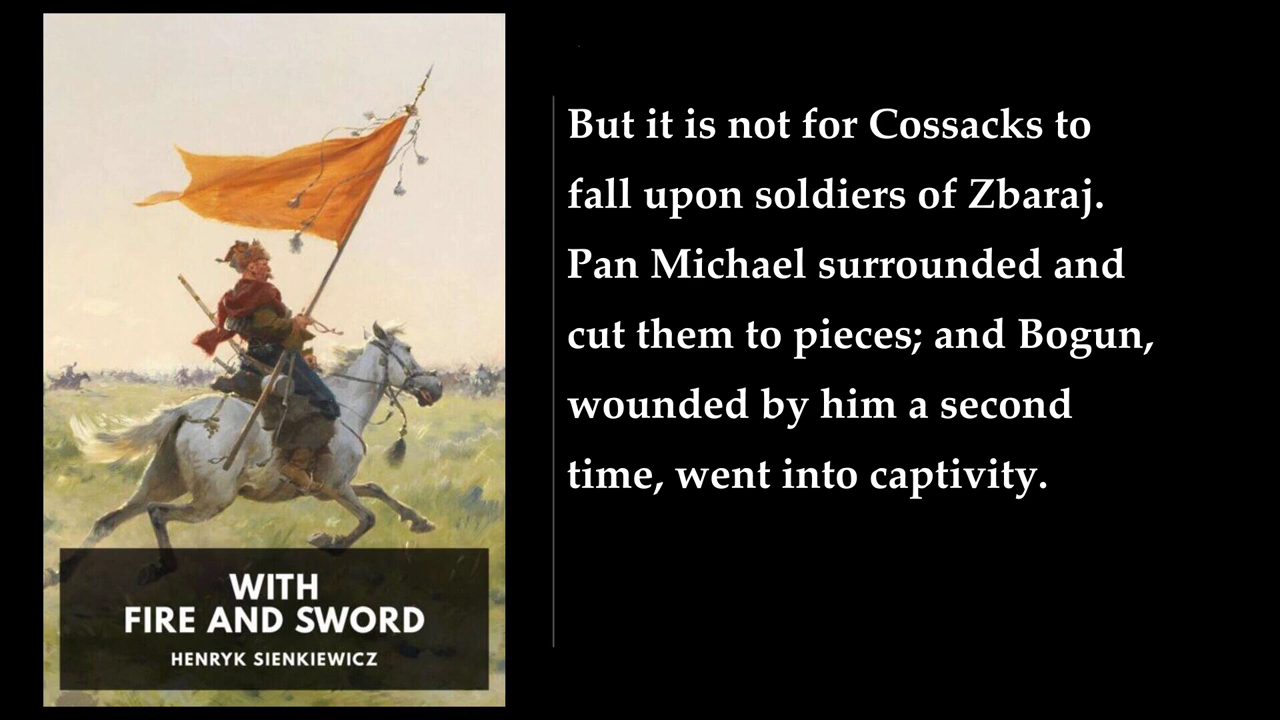 WITH
FIRE AND SWORD
HENRYK SIENKIEWICZ
But it is not for Cossacks to
fall upon soldiers of Zbaraj.
Pan Michael surrounded and
cut them to pieces; and Bogun,
wounded by him a second
time, went into captivity.